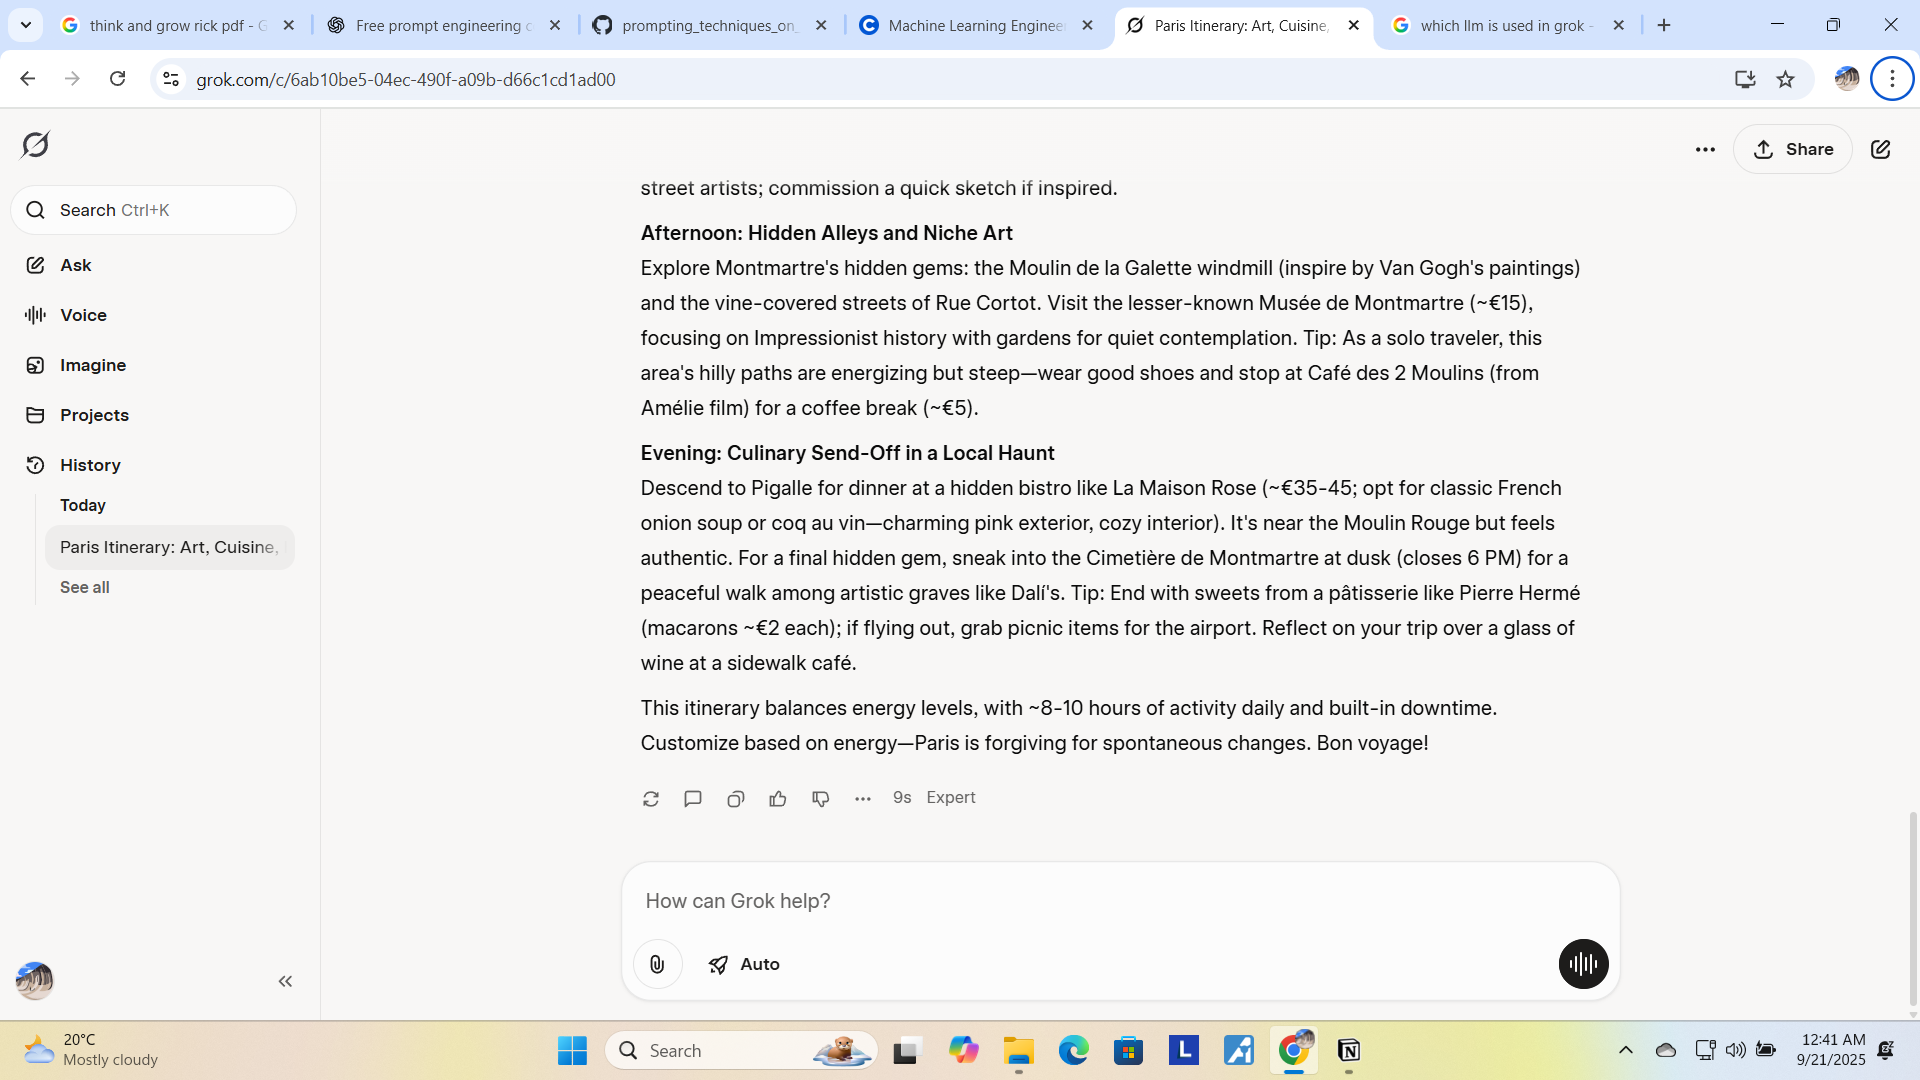 think and grow rick pdf - G
Free prompt engineering c
prompting_techniques_on_
Machine Learning Engineer
Paris Itinerary: Art, Cuisine,
which llm is used in grok -
grok.com/c/6ab10be5-04ec-490f-a09b-d66c1cd1ad00
Share
Search Ctrl+K
Ask
Voice
Imagine
Projects
History
Today
Paris Itinerary: Art, Cuisine,
See all
street artists; commission a quick sketch if inspired.
Afternoon: Hidden Alleys and Niche Art
Explore Montmartre's hidden gems: the Moulin de la Galette windmill (inspire by Van Gogh's paintings)
and the vine-covered streets of Rue Cortot. Visit the lesser-known Musée de Montmartre (~€15),
focusing on Impressionist history with gardens for quiet contemplation. Tip: As a solo traveler, this
area's hilly paths are energizing but steep—wear good shoes and stop at Café des 2 Moulins (from
Amélie film) for a coffee break (~€5).
Evening: Culinary Send-Off in a Local Haunt
Descend to Pigalle for dinner at a hidden bistro like La Maison Rose (~€35-45; opt for classic French
onion soup or coq au vin—charming pink exterior, cozy interior). It's near the Moulin Rouge but feels
authentic. For a final hidden gem, sneak into the Cimetière de Montmartre at dusk (closes 6 PM) for a
peaceful walk among artistic graves like Dalí's. Tip: End with sweets from a pâtisserie like Pierre Hermé
(macarons ~€2 each); if flying out, grab picnic items for the airport. Reflect on your trip over a glass of
wine at a sidewalk café.
This itinerary balances energy levels, with ~8-10 hours of activity daily and built-in downtime.
Customize based on energy—Paris is forgiving for spontaneous changes. Bon voyage!
9s Expert
How can Grok help?
Auto
20°C
Mostly cloudy
Search
12:41 AM
9/21/2025